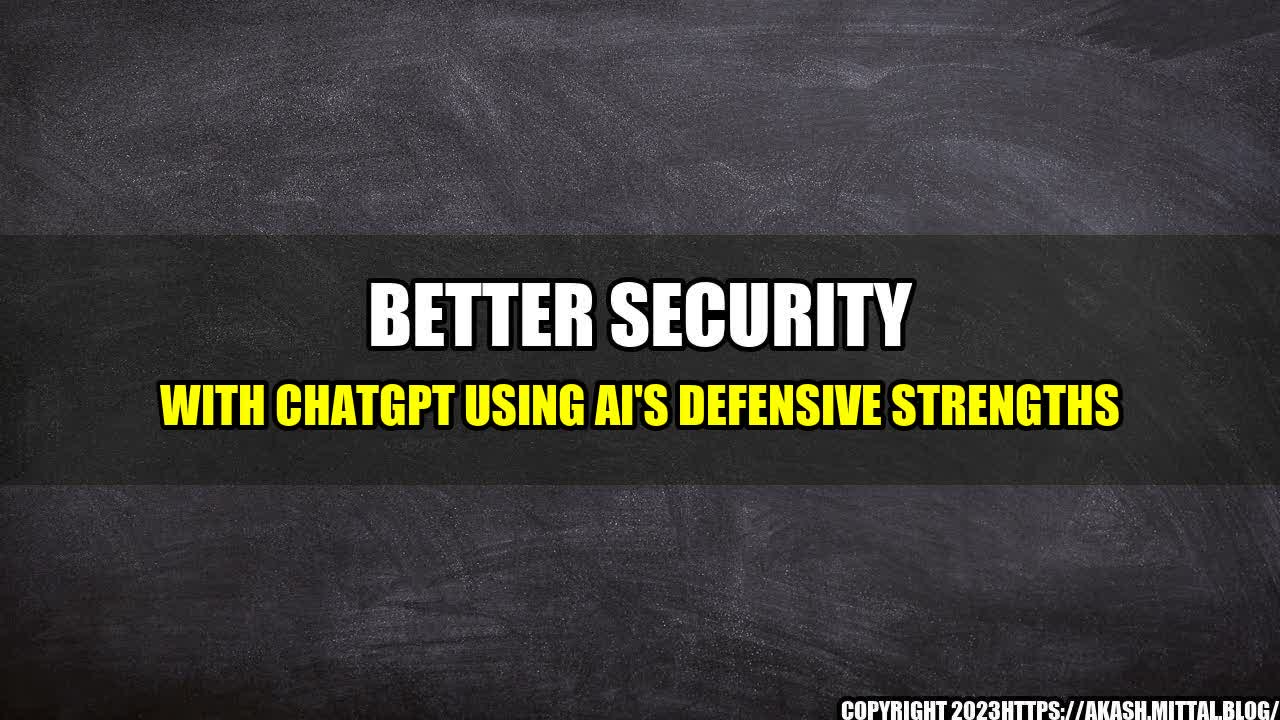 BETTER SECURITY
WITH CHATGPT USING AI'S DEFENSIVE STRENGTHS
COPYRIGHT 2023HTTPS://AKASH.MITTAL.BLOG/